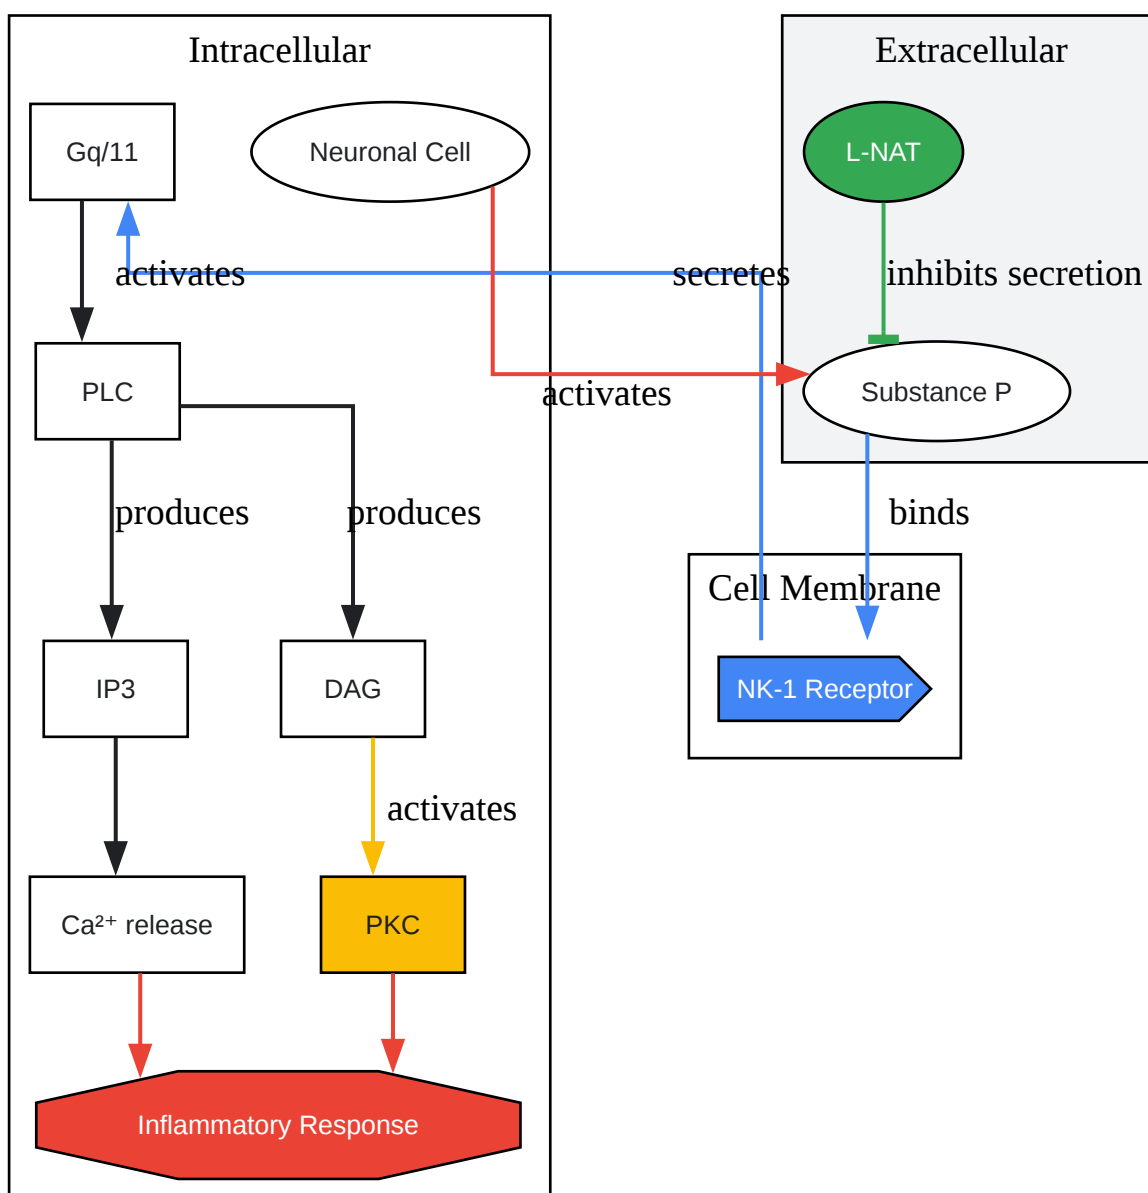 Intracellular
Extracellular
Gq/11
Neuronal Cell
L-NAT
activates
secretes
inhibits secretion
PLC
activates
Substance P
produces
produces
binds
Cell Membrane
IP3
DAG
NK-1 Receptor
activates
Ca²⁺ release
PKC
Inflammatory Response